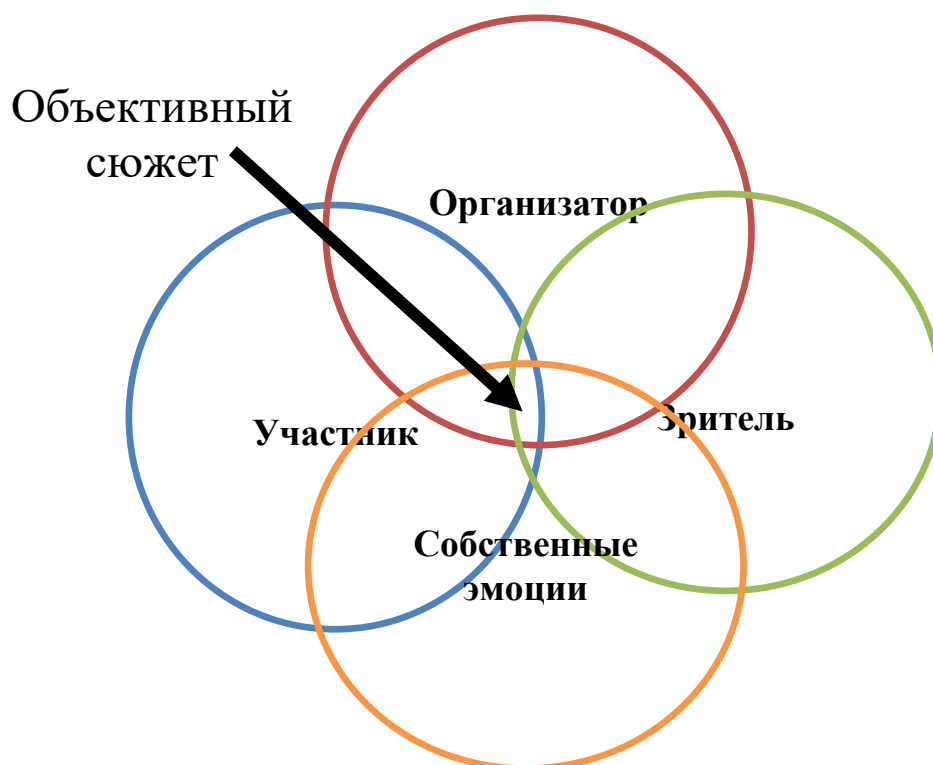 Объективный
сюжет
Организатор
Участник
Зритель
Собственные
эмоции